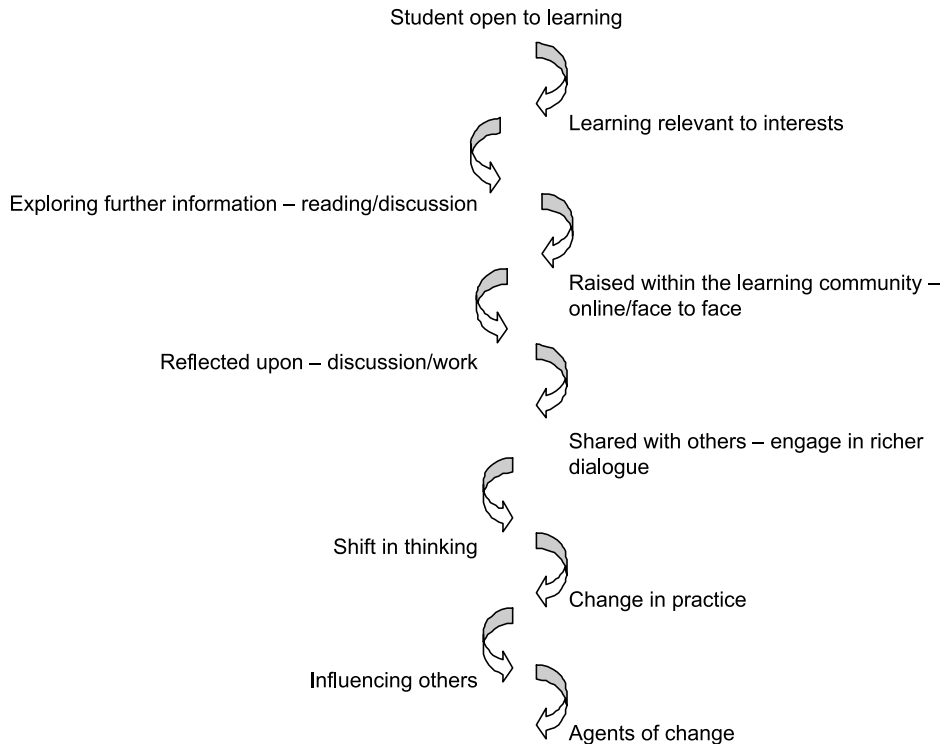 Student open to learning
Learning relevant to interests
Exploring further information – reading/discussion
Raised within the learning community –
online/face to face
Reflected upon – discussion/work
Shared with others – engage in richer
dialogue
Shift in thinking
Change in practice
Influencing others
Agents of change